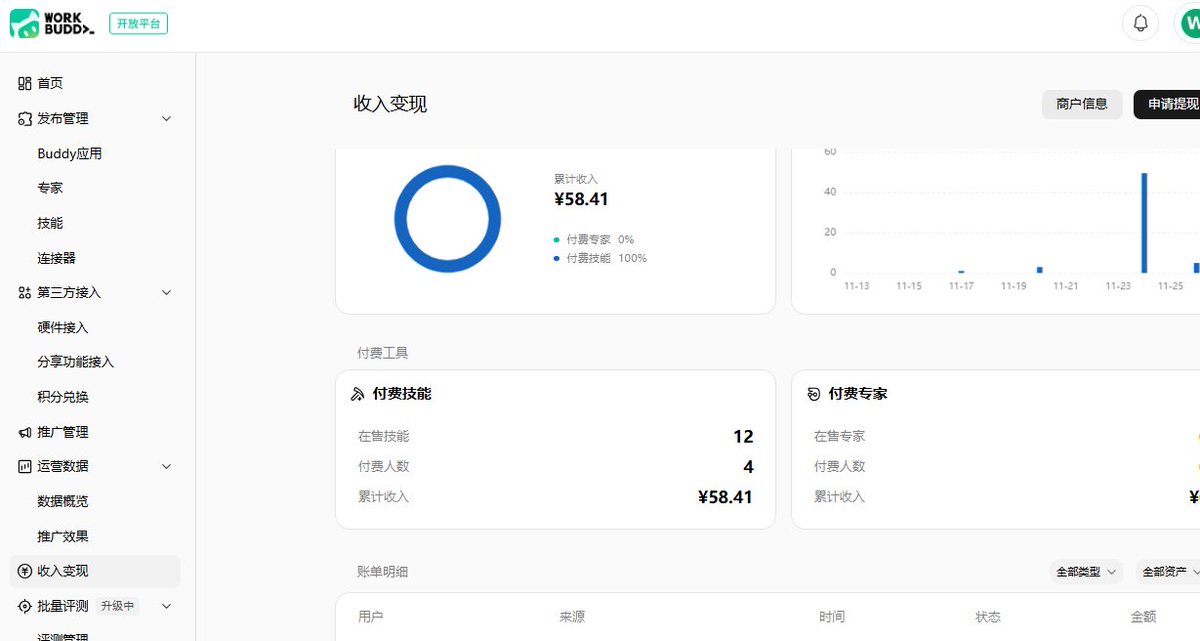 WORK
BUDD>_
开放平台
首页
发布管理
Buddy应用
专家
技能
连接器
第三方接入
硬件接入
分享功能接入
积分兑换
推广管理
运营数据
数据概览
推广效果
收入变现
批量评测 升级中
评测管理
收入变现
商户信息
申请提现
累计收入
¥58.41
付费专家 0%
付费技能 100%
60
40
20
0
11-13 11-15 11-17 11-19 11-21 11-23 11-25
付费工具
付费技能
在售技能 12
付费人数 4
累计收入 ¥58.41
付费专家
在售专家
付费人数
累计收入 ¥
账单明细
全部类型 全部资产
用户 来源 时间 状态 金额